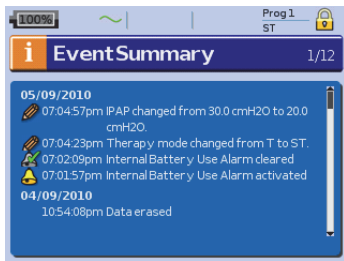 100%
Prog 1
ST
i Event Summary 1/12
05/09/2010
07:04:57pm IPAP changed from 30.0 cmH2O to 20.0
cmH2O.
07:04:23pm Therapy mode changed from T to ST.
07:02:09pm Internal Battery Use Alarm cleared
07:01:57pm Internal Battery Use Alarm activated
04/09/2010
10:54:08pm Data erased